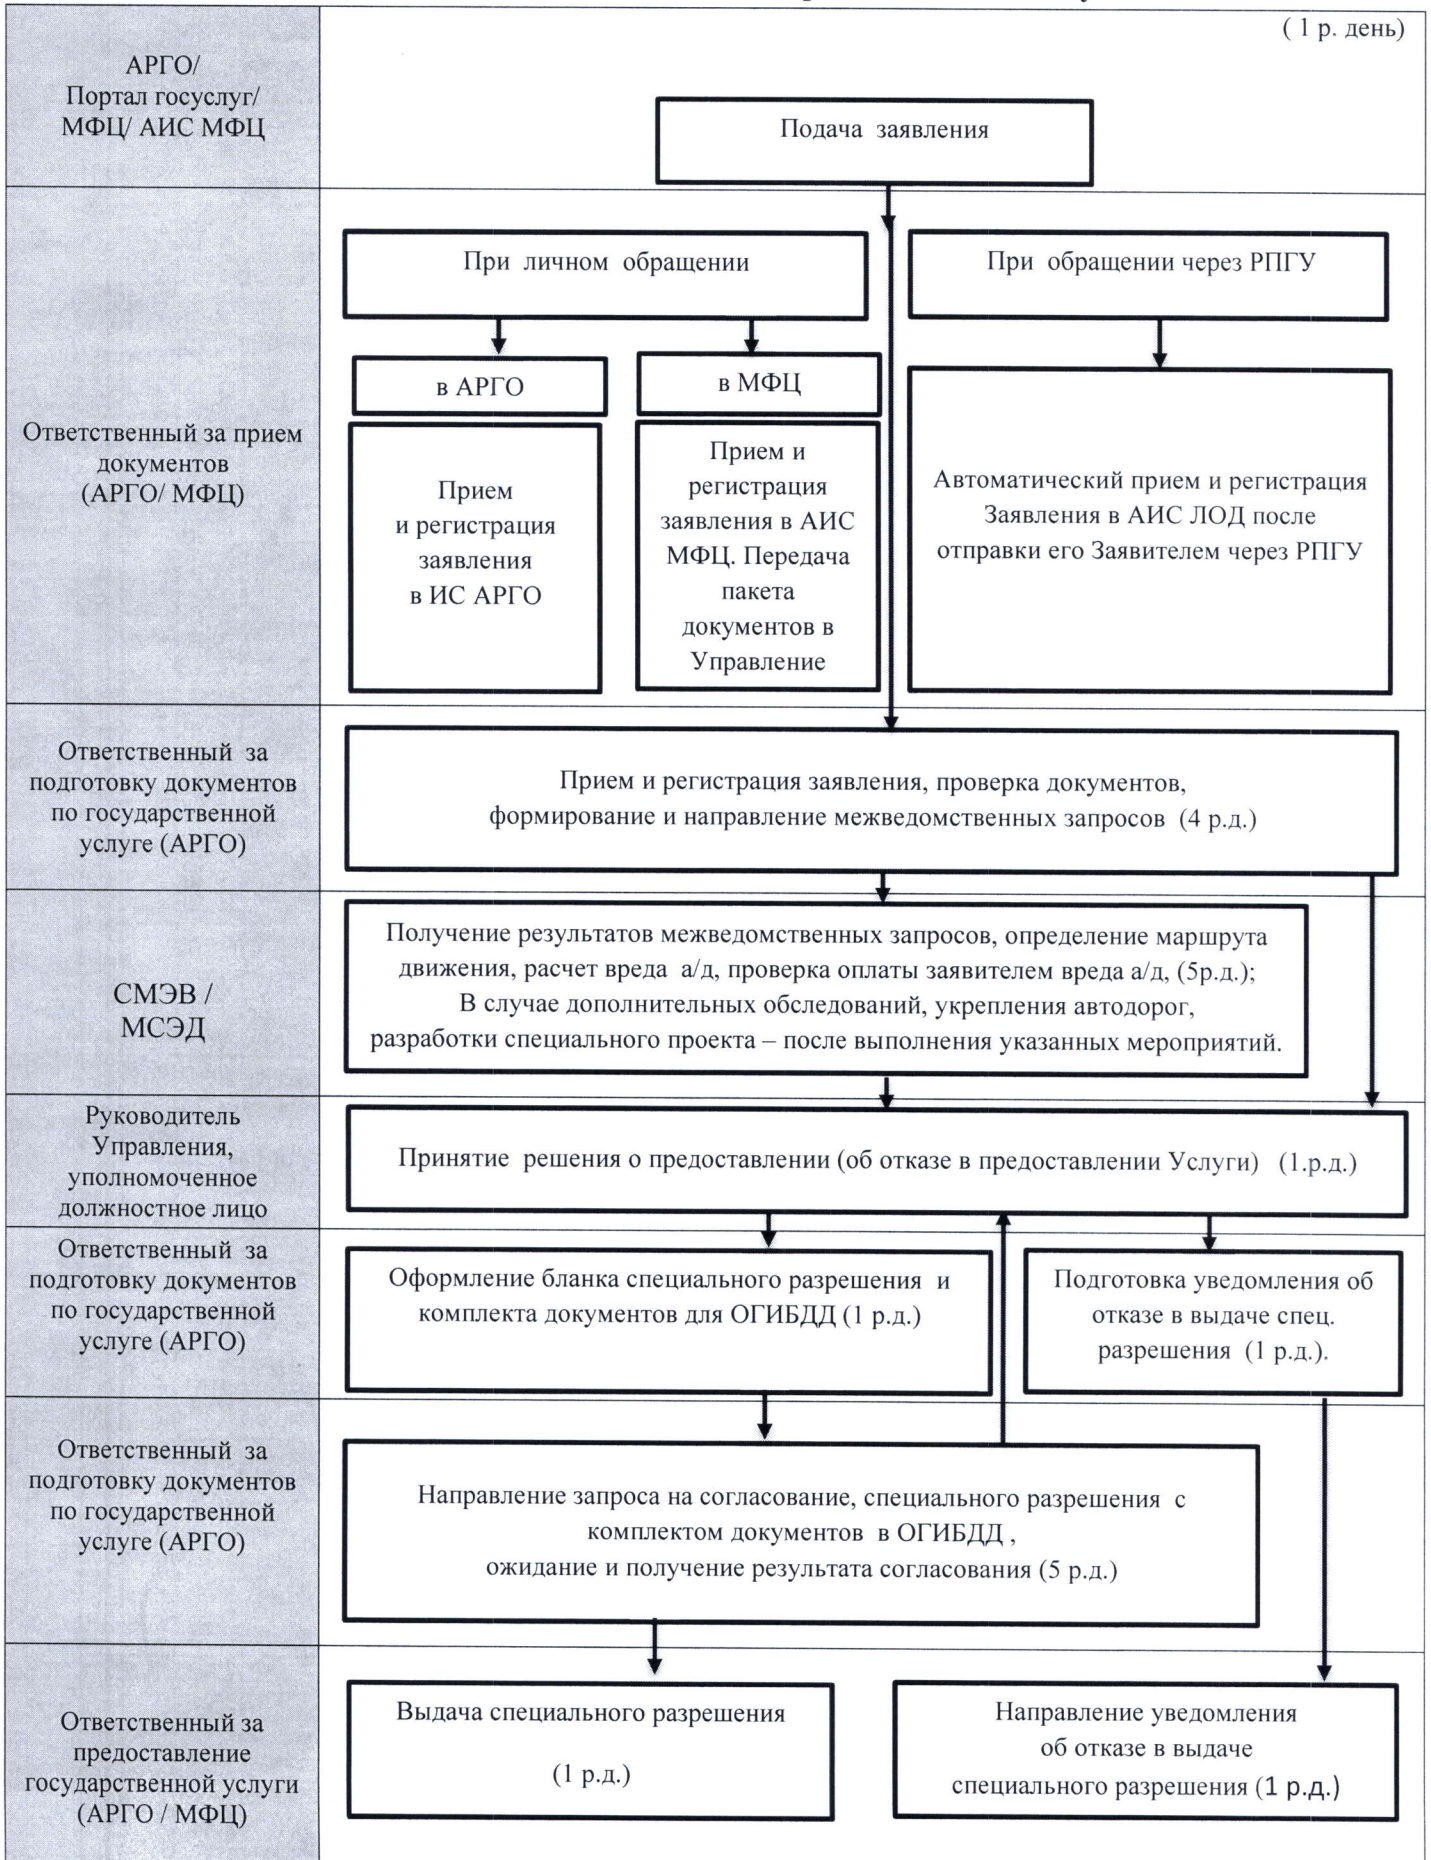 ( 1 р. день)
АРГО/
Портал госуслуг/
МФЦ/ АИС МФЦ
Подача заявления
Ответственный за прием
документов
(АРГО/ МФЦ)
При личном обращении
При обращении через РПГУ
в АРГО
в МФЦ
Прием
и регистрация
заявления
в ИС АРГО
Прием и
регистрация
заявления в АИС
МФЦ. Передача
пакета
документов в
Управление
Автоматический прием и регистрация
Заявления в АИС ЛОД после
отправки его Заявителем через РПГУ
Ответственный за
подготовку документов
по государственной
услуге (АРГО)
Прием и регистрация заявления, проверка документов,
формирование и направление межведомственных запросов (4 р.д.)
СМЭВ /
МСЭД
Получение результатов межведомственных запросов, определение маршрута
движения, расчет вреда а/д, проверка оплаты заявителем вреда а/д, (5р.д.);
В случае дополнительных обследований, укрепления автодорог,
разработки специального проекта – после выполнения указанных мероприятий.
Руководитель
Управления,
уполномоченное
должностное лицо
Принятие решения о предоставлении (об отказе в предоставлении Услуги) (1.р.д.)
Ответственный за
подготовку документов
по государственной
услуге (АРГО)
Оформление бланка специального разрешения и
комплекта документов для ОГИБДД (1 р.д.)
Подготовка уведомления об
отказе в выдаче спец.
разрешения (1 р.д.).
Ответственный за
подготовку документов
по государственной
услуге (АРГО)
Направление запроса на согласование, специального разрешения с
комплектом документов в ОГИБДД ,
ожидание и получение результата согласования (5 р.д.)
Ответственный за
предоставление
государственной услуги
(АРГО / МФЦ)
Выдача специального разрешения
(1 р.д.)
Направление уведомления
об отказе в выдаче
специального разрешения (1 р.д.)